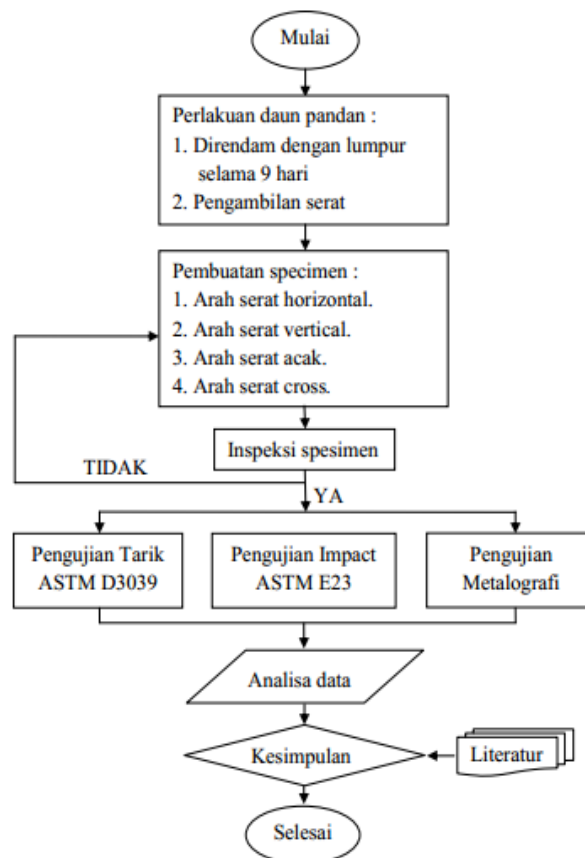 Mulai
Perlakuan daun pandan :
1. Direndam dengan lumpur
selama 9 hari
2. Pengambilan serat
Pembuatan specimen :
1. Arah serat horizontal.
2. Arah serat vertical.
3. Arah serat acak.
4. Arah serat cross.
Inspeksi spesimen
TIDAK
YA
Pengujian Tarik
ASTM D3039
Pengujian Impact
ASTM E23
Pengujian
Metalografi
Analisa data
Kesimpulan
Literatur
Selesai